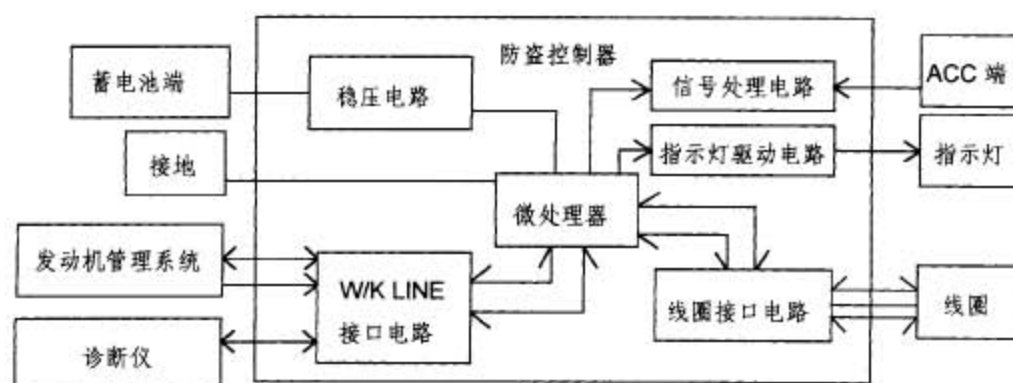 防盗控制器
蓄电池端
稳压电路
信号处理电路
ACC 端
接地
指示灯驱动电路
指示灯
微处理器
发动机管理系统
W/K LINE
接口电路
线圈接口电路
线圈
诊断仪